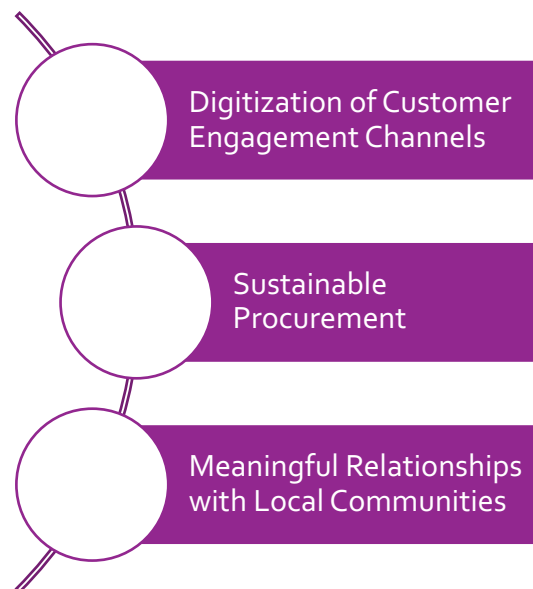 Digitization of Customer
Engagement Channels
Sustainable
Procurement
Meaningful Relationships
with Local Communities